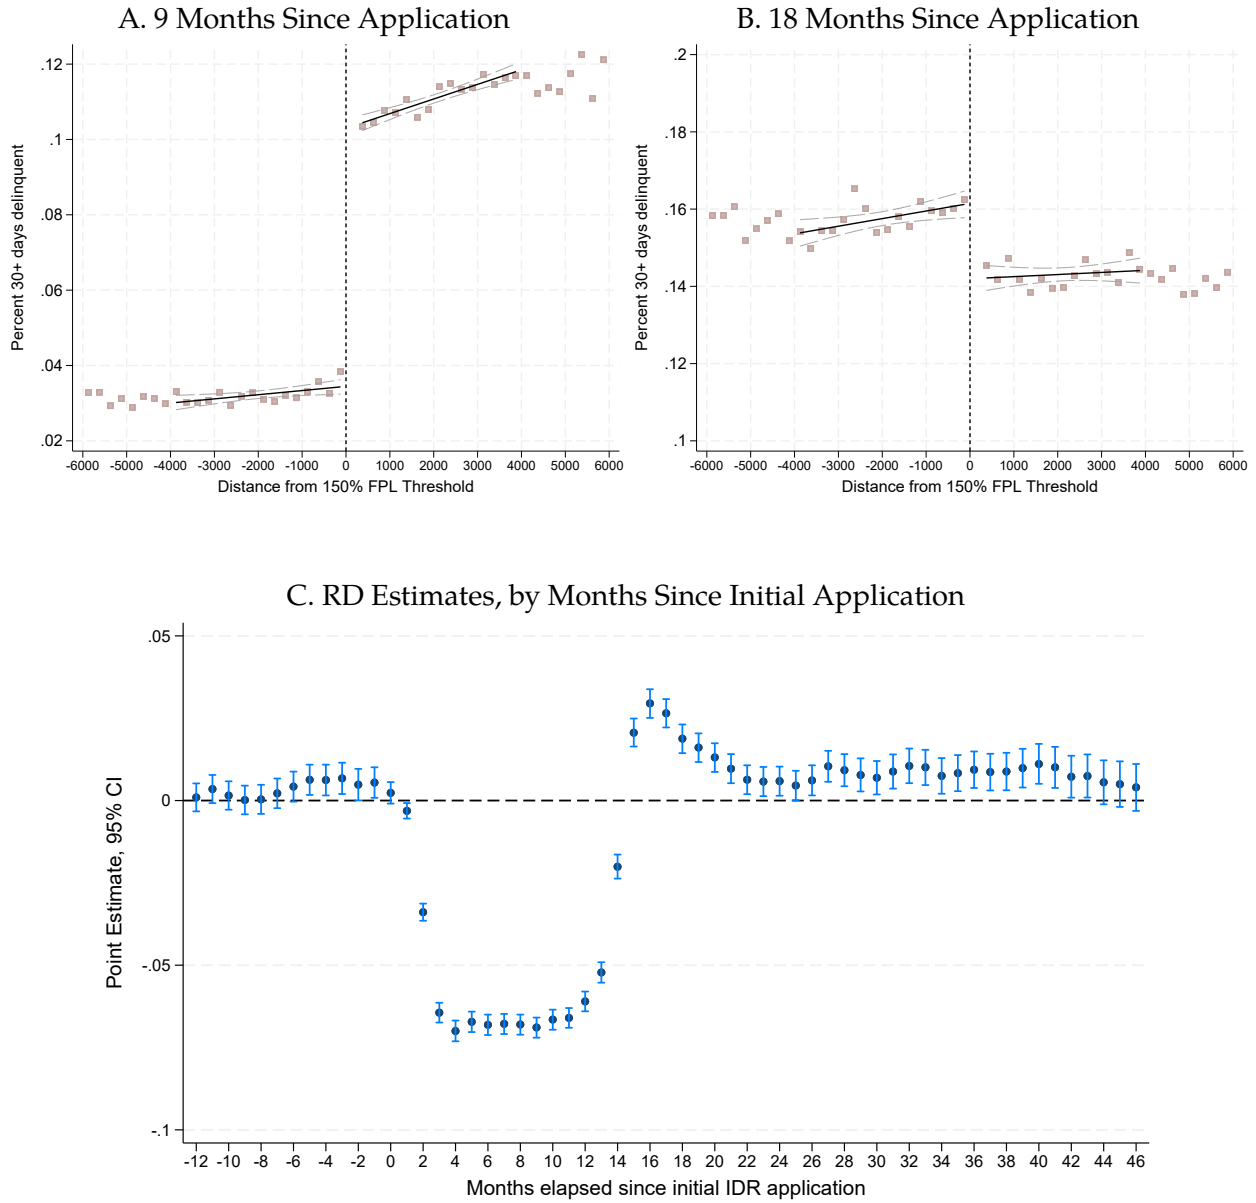 A. 9 Months Since Application
.12
.1
.08
.06
.04
.02
Percent 30+ days delinquent
-6000 -5000 -4000 -3000 -2000 -1000 0 1000 2000 3000 4000 5000 6000
Distance from 150% FPL Threshold
B. 18 Months Since Application
.2
.18
.16
.14
.12
.1
Percent 30+ days delinquent
-6000 -5000 -4000 -3000 -2000 -1000 0 1000 2000 3000 4000 5000 6000
Distance from 150% FPL Threshold
C. RD Estimates, by Months Since Initial Application
.05
0
-.05
-.1
Point Estimate, 95% CI
-12 -10 -8 -6 -4 -2 0 2 4 6 8 10 12 14 16 18 20 22 24 26 28 30 32 34 36 38 40 42 44 46
Months elapsed since initial IDR application